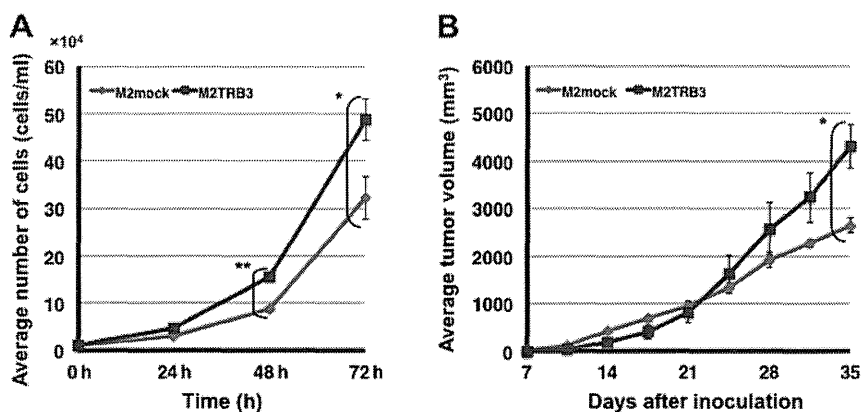 A
×10⁴
Average number of cells (cells/ml)
60
50
40
30
20
10
0
M2mock M2TRB3
*
**
0 h 24 h 48 h 72 h
Time (h)
B
Average tumor volume (mm³)
6000
5000
4000
3000
2000
1000
0
M2mock M2TRB3
*
7 14 21 28 35
Days after inoculation